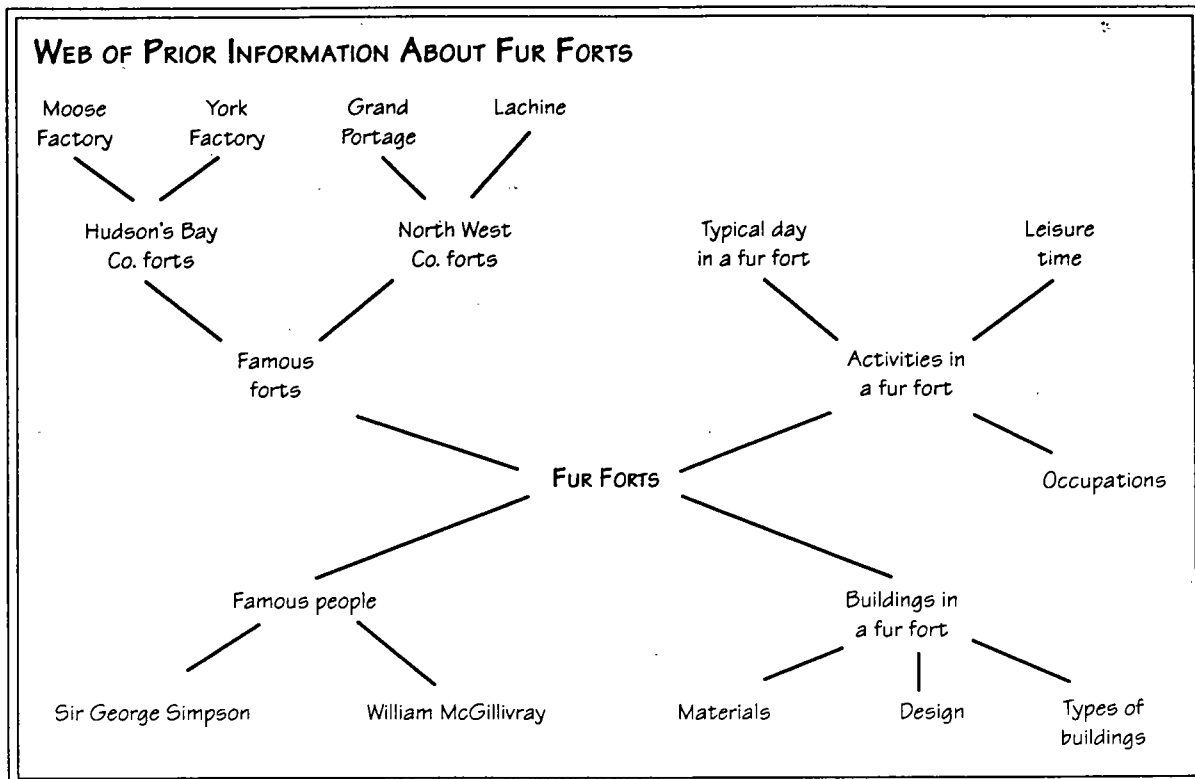 WEB OF PRIOR INFORMATION ABOUT FUR FORTS
Moose
Factory
York
Factory
Grand
Portage
Lachine
Hudson's Bay
Co. forts
North West
Co. forts
Typical day
in a fur fort
Leisure
time
Famous
forts
Activities in
a fur fort
FUR FORTS
Occupations
Famous people
Buildings in
a fur fort
Sir George Simpson
William McGillivray
Materials
Design
Types of
buildings